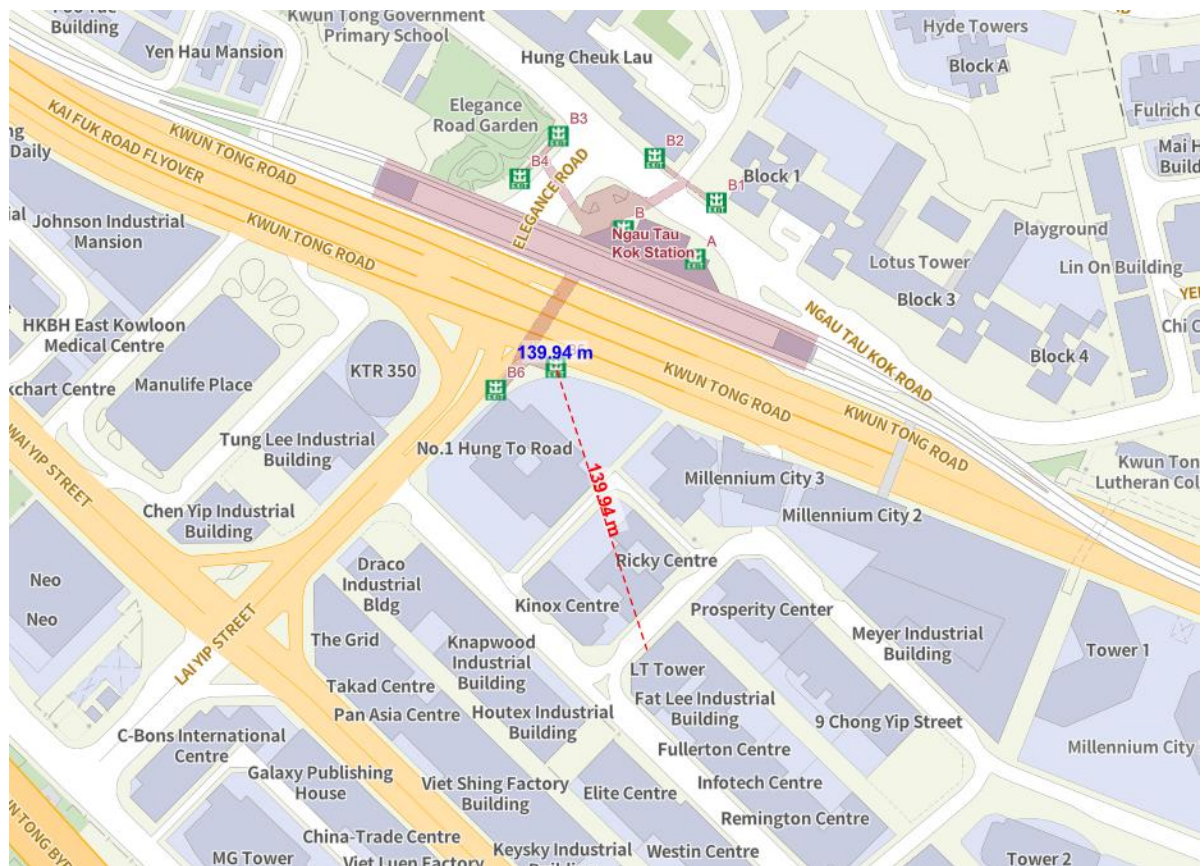 Building
Kwun Tong Government
Primary School
Yen Hau Mansion
Hung Cheuk Lau
Hyde Towers
Block A
Fulrich
Elegance
Road Garden
B3
B4
B2
B1
KAI FUK ROAD FLYOVER
KWUN TONG ROAD
Daily
ELEGANCE ROAD
Block 1
Mai
Build
Johnson Industrial
Mansion
KWUN TONG ROAD
B
Ngau Tau
Kok Station
A
Playground
Lotus Tower
Lin On Building
Block 3
NGAU TAU KOK ROAD
HKBH East Kowloon
Medical Centre
Chi
139.94 m
Block 4
kchart Centre
Manulife Place
KTR 350
B6
KWUN TONG ROAD
KWUN TONG ROAD
WAI YIP STREET
Tung Lee Industrial
Building
No.1 Hung To Road
139.94 m
Millennium City 3
Kwun Ton
Lutheran Col
Chen Yip Industrial
Building
Millennium City 2
Neo
Neo
Draco
Industrial
Bldg
Ricky Centre
Kinox Centre
Prosperity Center
LAI YIP STREET
The Grid
Knapwood
Industrial
Building
Meyer Industrial
Building
Tower 1
LT Tower
Takad Centre
Pan Asia Centre
Houtex Industrial
Building
Fat Lee Industrial
Building
9 Chong Yip Street
C-Bons International
Centre
Fullerton Centre
Millennium City
Galaxy Publishing
House
Viet Shing Factory
Building
Elite Centre
Infotech Centre
Remington Centre
China-Trade Centre
Keysky Industrial
Westin Centre
MG Tower
Viet Luen Factory
Tower 2